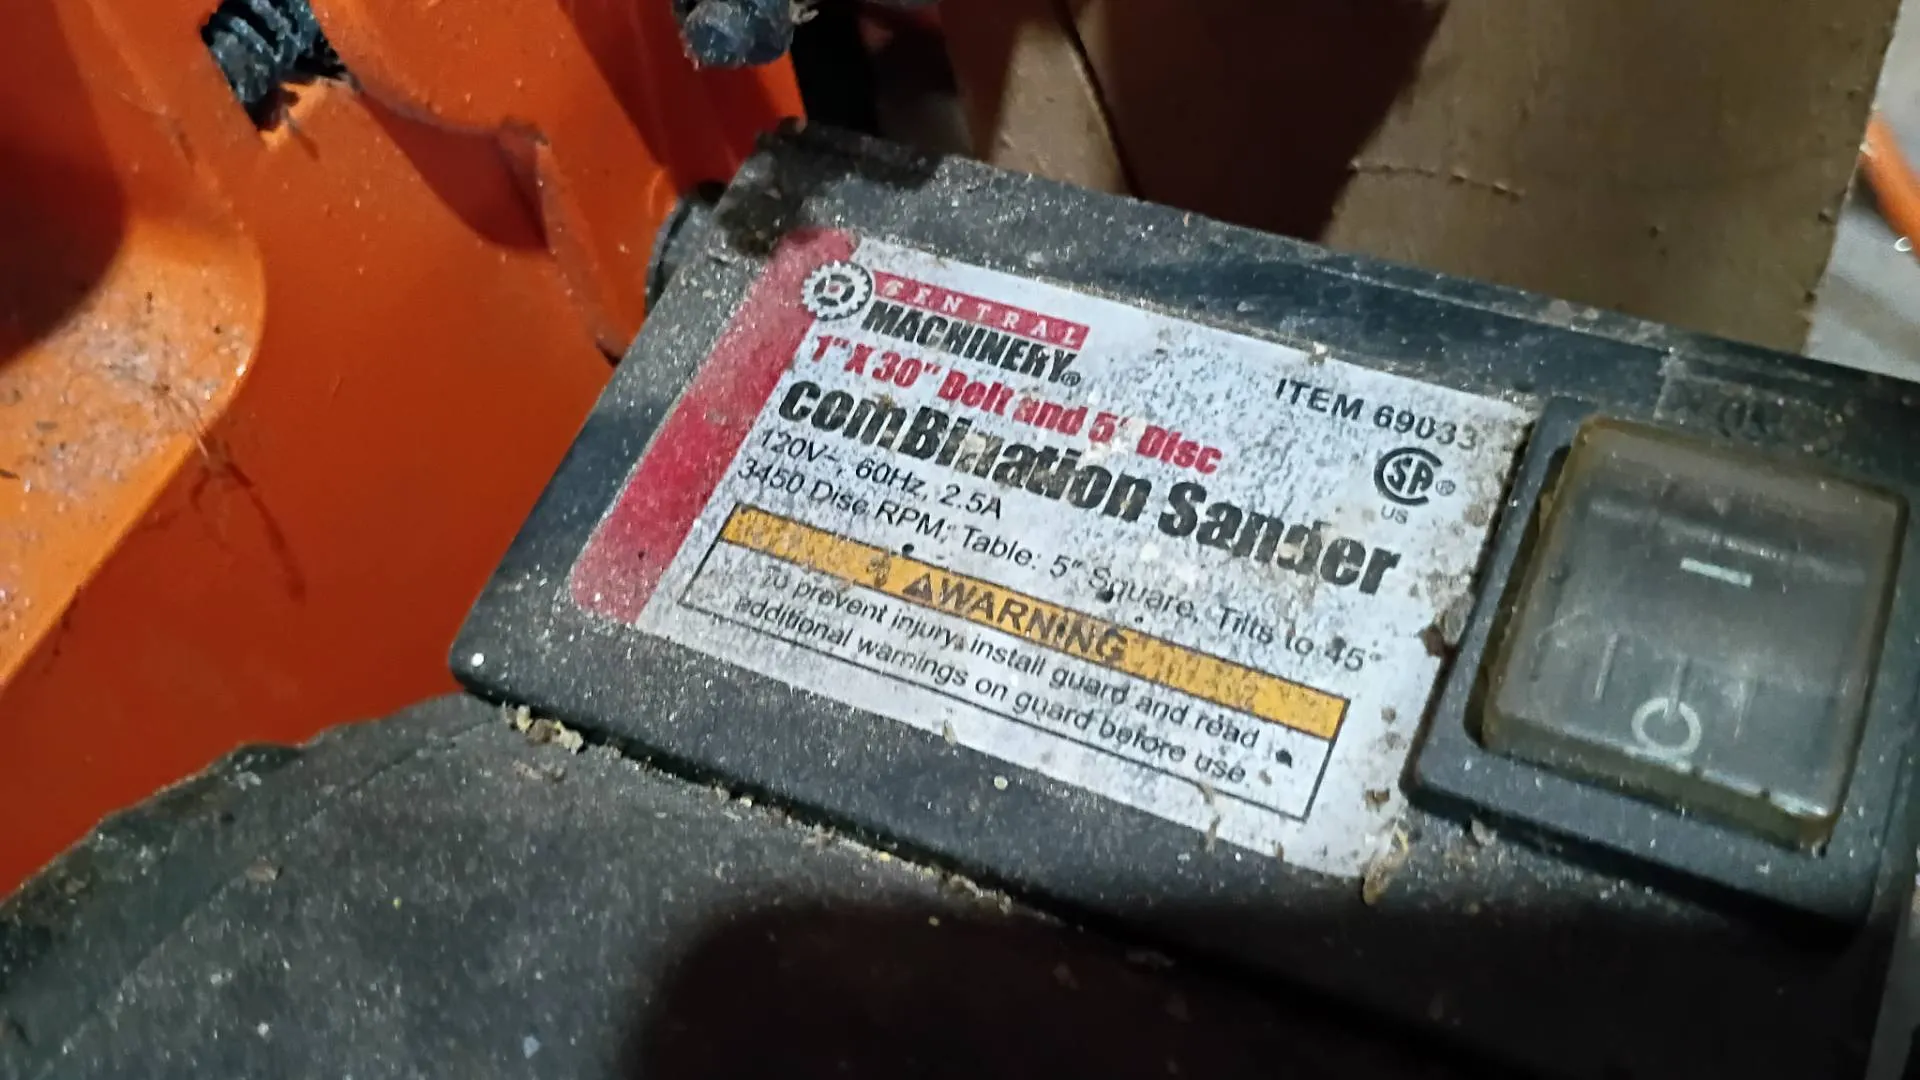 CENTRAL
MACHINERY®
1" X 30" Belt and 5" Disc
ITEM 69033
comBination Sander
SP®
US
120V~, 60Hz, 2.5A
3450 Disc RPM; Table: 5" Square, Tilts to 45°
⚠WARNING
To prevent injury, install guard and read
additional warnings on guard before use.